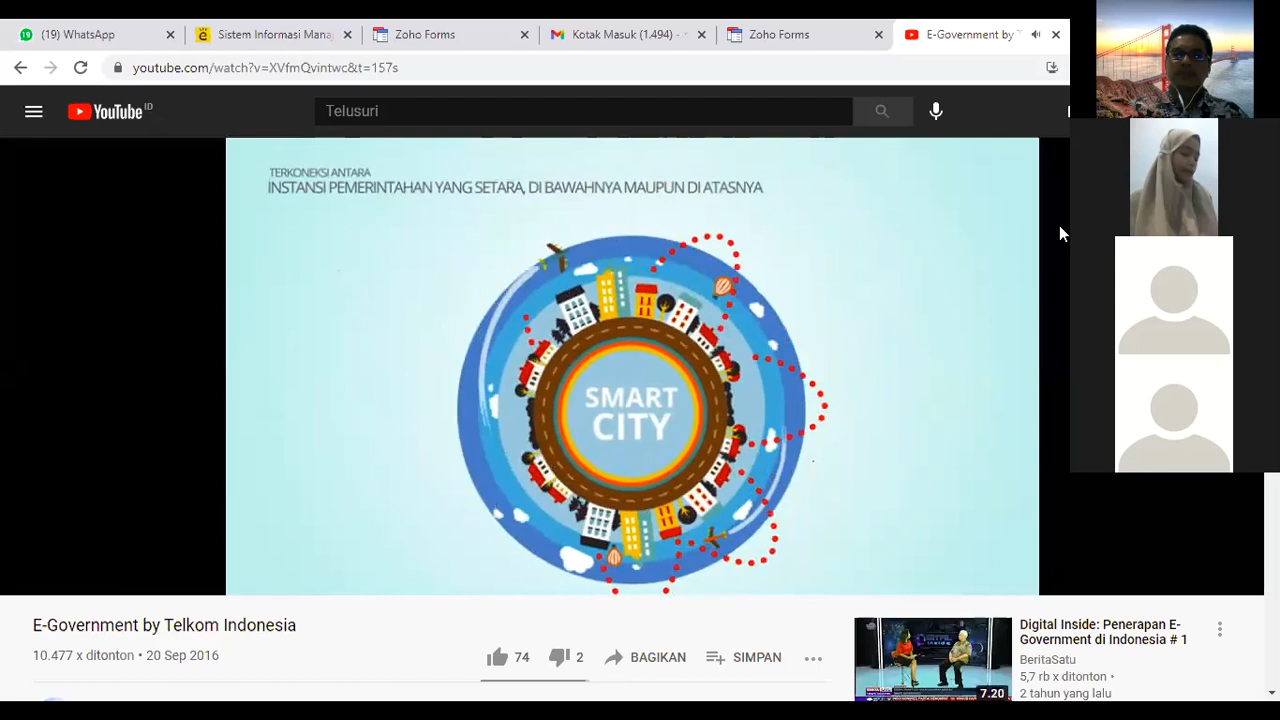 19
(19) WhatsApp
Sistem Informasi Mana
Zoho Forms
Kotak Masuk (1.494) -
Zoho Forms
E-Government by
youtube.com/watch?v=XVfmQvintwc&t=157s
YouTube ID
Telusuri
TERKONEKSI ANTARA
INSTANSI PEMERINTAHAN YANG SETARA, DI BAWAHNYA MAUPUN DI ATASNYA
SMART
CITY
E-Government by Telkom Indonesia
10.477 x ditonton • 20 Sep
74
2
BAGIKAN
SIMPAN
Digital Inside: Penerapan E-
Government di Indonesia # 1
BeritaSatu
5,7 rb x ditonton •
2 tahun yang lalu
7.20